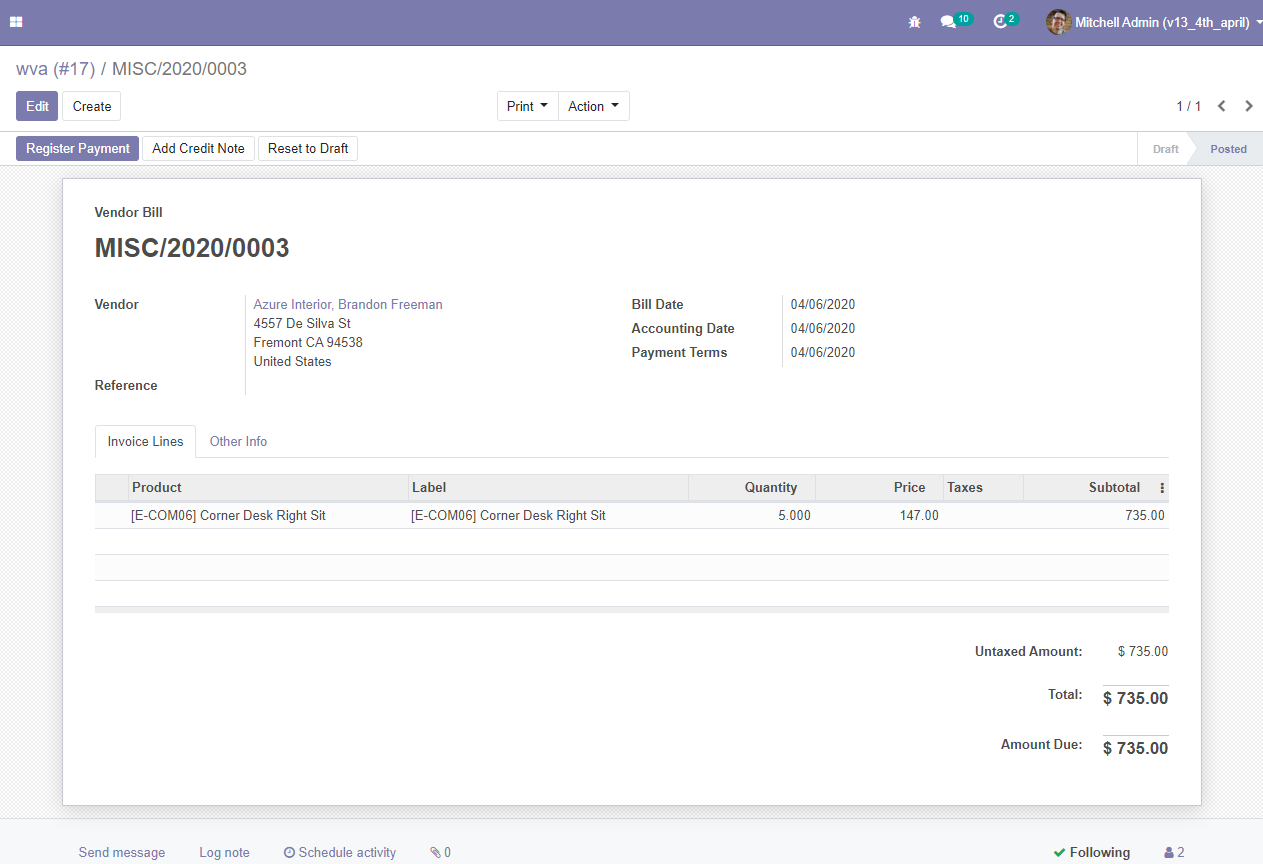 10 2 Mitchell Admin (v13_4th_april)
wva (#17) / MISC/2020/0003
Edit Create Print Action 1 / 1
Register Payment Add Credit Note Reset to Draft Draft Posted
Vendor Bill
MISC/2020/0003
Vendor Azure Interior, Brandon Freeman Bill Date 04/06/2020
4557 De Silva St Accounting Date 04/06/2020
Fremont CA 94538 Payment Terms 04/06/2020
United States
Reference
Invoice Lines Other Info
Product Label Quantity Price Taxes Subtotal
[E-COM06] Corner Desk Right Sit [E-COM06] Corner Desk Right Sit 5.000 147.00 735.00
Untaxed Amount: $ 735.00
Total: $ 735.00
Amount Due: $ 735.00
Send message Log note Schedule activity 0 Following 2